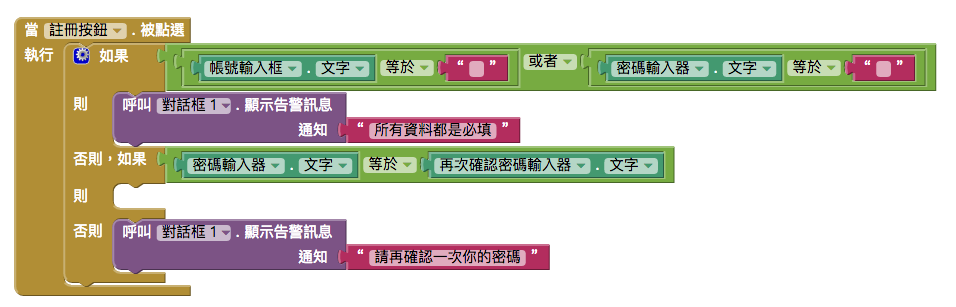 當 註冊按鈕 . 被點選
執行 如果 帳號輸入框 . 文字 等於 “ ” 或者 密碼輸入器 . 文字 等於 “ ”
則 呼叫 對話框 1 . 顯示告警訊息
通知 “ 所有資料都是必填 ”
否則，如果 密碼輸入器 . 文字 等於 再次確認密碼輸入器 . 文字
則
否則 呼叫 對話框 1 . 顯示告警訊息
通知 “ 請再確認一次你的密碼 ”